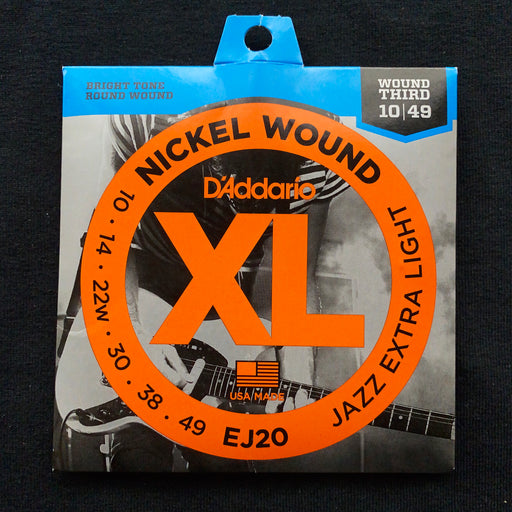 BRIGHT TONE
ROUND WOUND
WOUND
THIRD
10|49
NICKEL WOUND
D'Addario
XL
10 · 14 · 22W · 30 · 38 · 49
USA MADE
EJ20
JAZZ EXTRA LIGHT